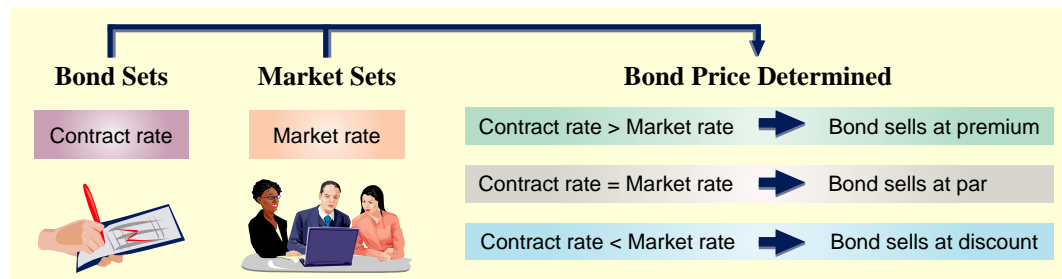 Bond Sets
Market Sets
Bond Price Determined
Contract rate
Market rate
Contract rate > Market rate
Bond sells at premium
Contract rate = Market rate
Bond sells at par
Contract rate < Market rate
Bond sells at discount